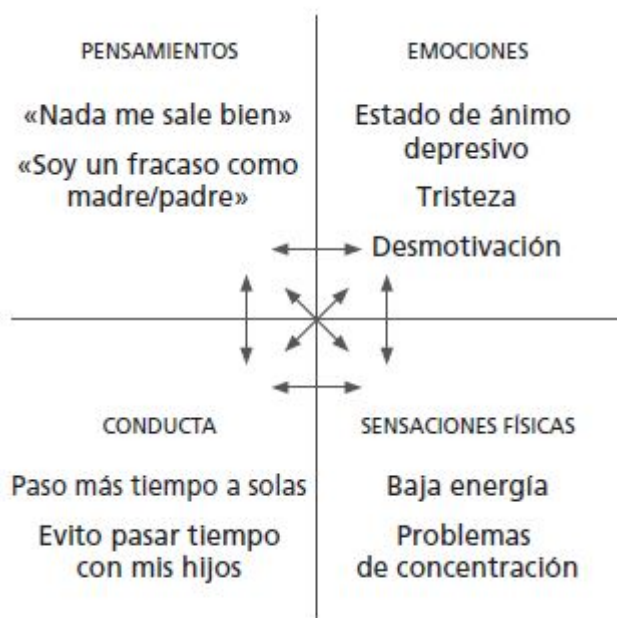 PENSAMIENTOS
«Nada me sale bien»
«Soy un fracaso como
madre/padre»
EMOCIONES
Estado de ánimo
depresivo
Tristeza
Desmotivación
CONDUCTA
Paso más tiempo a solas
Evito pasar tiempo
con mis hijos
SENSACIONES FÍSICAS
Baja energía
Problemas
de concentración